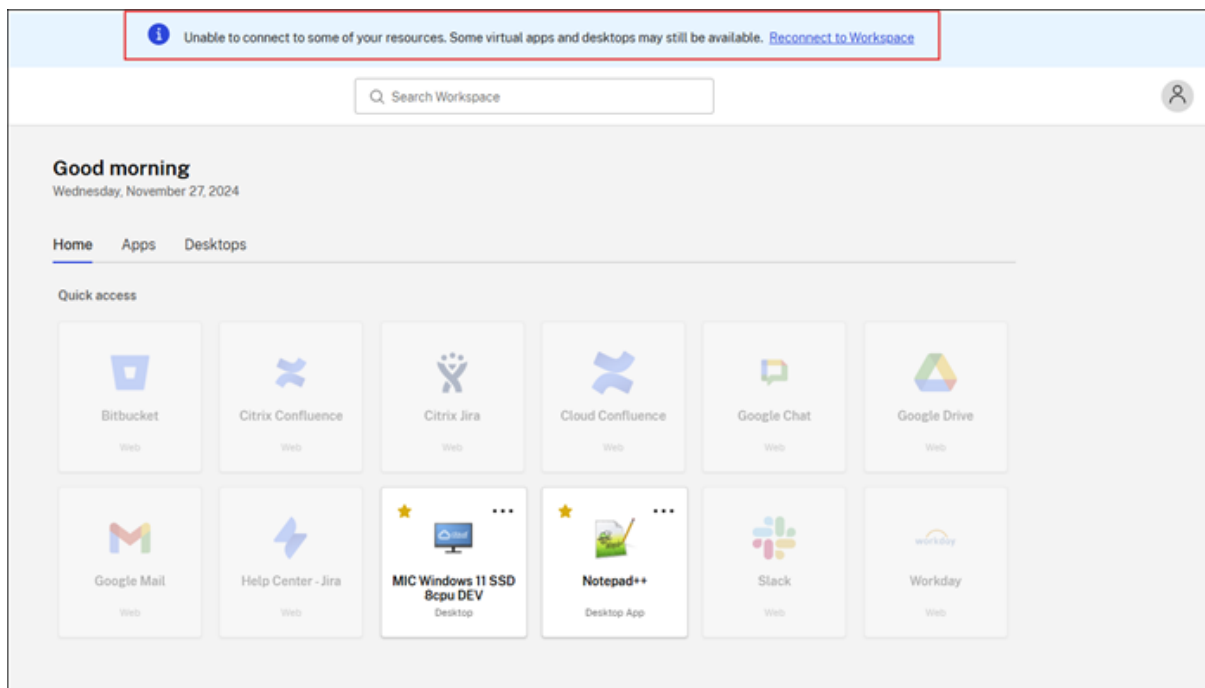 Unable to connect to some of your resources. Some virtual apps and desktops may still be available. Reconnect to Workspace
Search Workspace
Good morning
Wednesday, November 27, 2024
Home Apps Desktops
Quick access
Bitbucket Citrix Confluence Citrix Jira Cloud Confluence Google Chat Google Drive
Web Web Web Web Web Web
Google Mail Help Center - Jira MIC Windows 11 SSD 8cpu DEV Notepad++ Slack workday Workday
Web Web Desktop Desktop App Web Web